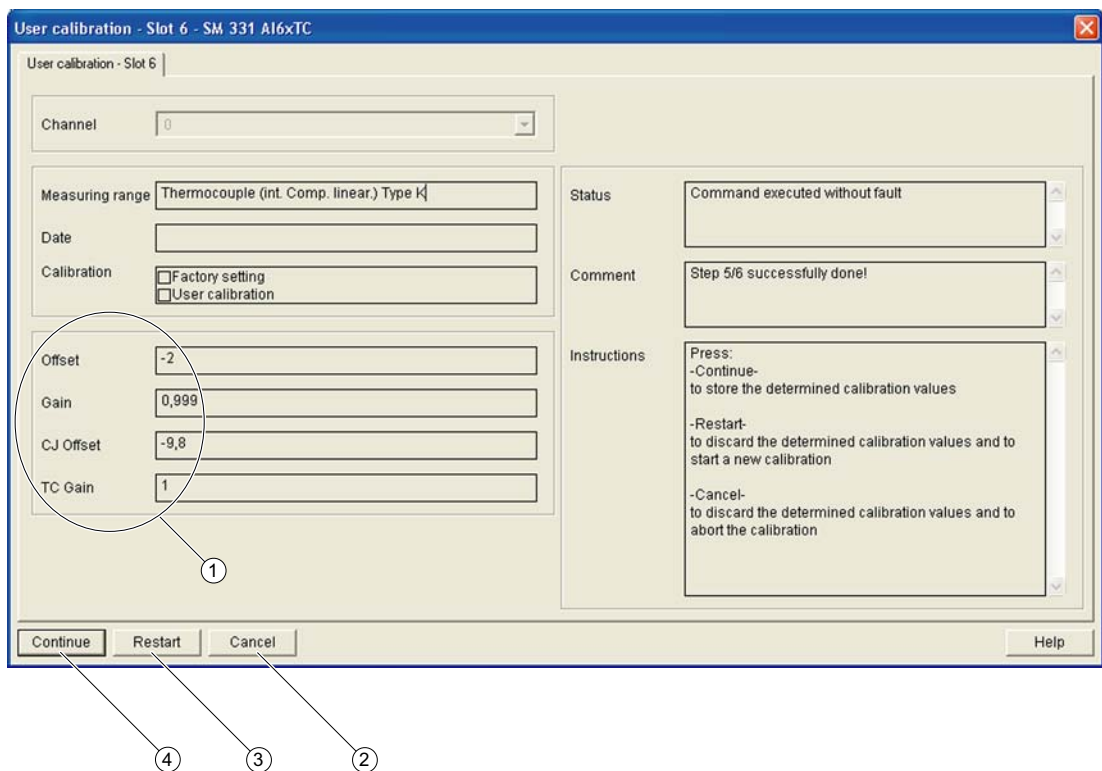 User calibration - Slot 6 - SM 331 AI6xTC
User calibration - Slot 6
Channel
0
Measuring range
Thermocouple (int. Comp. linear.) Type K
Date
Calibration
Factory setting
User calibration
Offset
-2
Gain
0,999
CJ Offset
-9,8
TC Gain
1
Status
Command executed without fault
Comment
Step 5/6 successfully done!
Instructions
Press:
-Continue-
to store the determined calibration values
-Restart-
to discard the determined calibration values and to
start a new calibration
-Cancel-
to discard the determined calibration values and to
abort the calibration
1
Continue
Restart
Cancel
Help
4
3
2